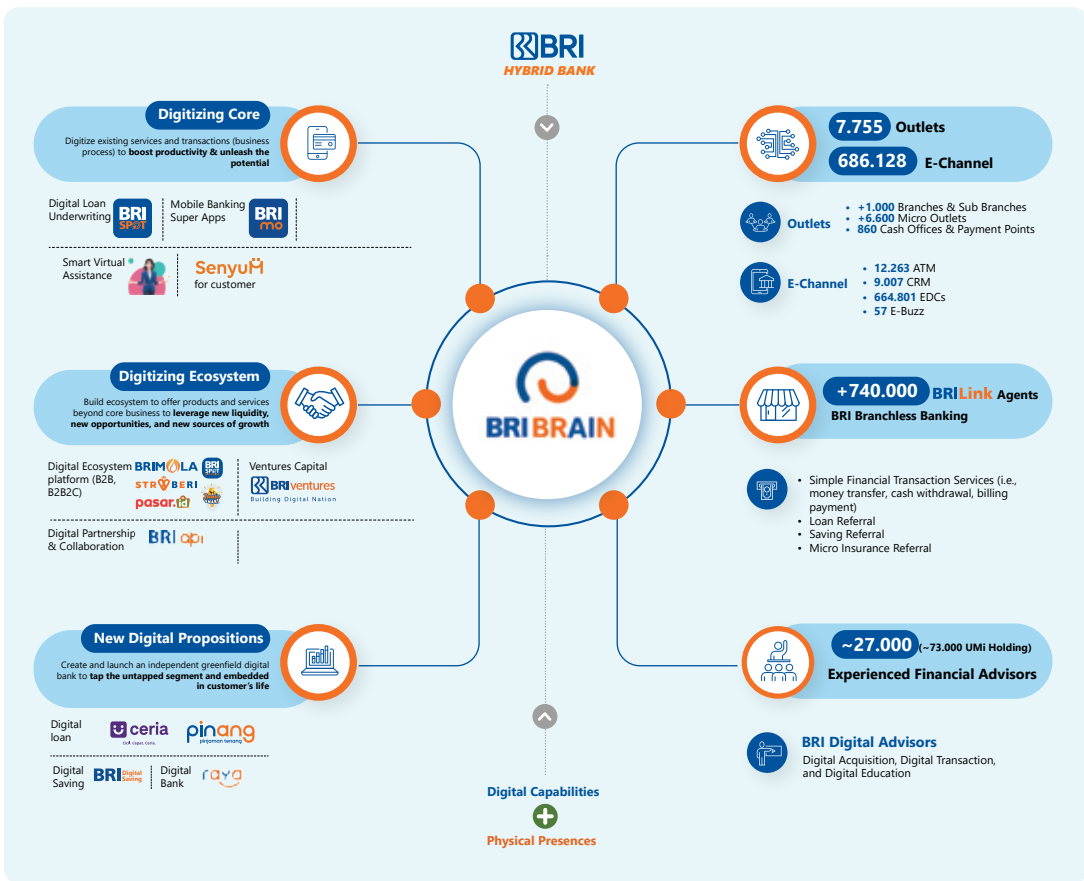 BRI
HYBRID BANK
Digitizing Core
Digitize existing services and transactions (business
process) to boost productivity & unleash the
potential
Digital Loan
Underwriting
BRI
SPOT
Mobile Banking
Super Apps
BRI
mo
Smart Virtual
Assistance
SenyuM
for customer
Digitizing Ecosystem
Build ecosystem to offer products and services
beyond core business to leverage new liquidity,
new opportunities, and new sources of growth
Digital Ecosystem
platform (B2B,
B2B2C)
BRIMOLA
BRI
SPOT
STROBERI
pasar.id
Ventures Capital
BRI ventures
Building Digital Nation
Digital Partnership
& Collaboration
BRI api
New Digital Propositions
Create and launch an independent greenfield digital
bank to tap the untapped segment and embedded
in customer's life
Digital
loan
ceria
Cicil, Cepat, Ceria.
pinang
pinjaman tenang
Digital
Saving
BRI Digital
Saving
Digital
Bank
raya
BRIBRAIN
7.755 Outlets
686.128 E-Channel
Outlets
• +1.000 Branches & Sub Branches
• +6.600 Micro Outlets
• 860 Cash Offices & Payment Points
E-Channel
• 12.263 ATM
• 9.007 CRM
• 664.801 EDCs
• 57 E-Buzz
+740.000 BRILink Agents
BRI Branchless Banking
• Simple Financial Transaction Services (i.e.,
money transfer, cash withdrawal, billing
payment)
• Loan Referral
• Saving Referral
• Micro Insurance Referral
~27.000 (~73.000 UMi Holding)
Experienced Financial Advisors
BRI Digital Advisors
Digital Acquisition, Digital Transaction,
and Digital Education
Digital Capabilities
Physical Presences